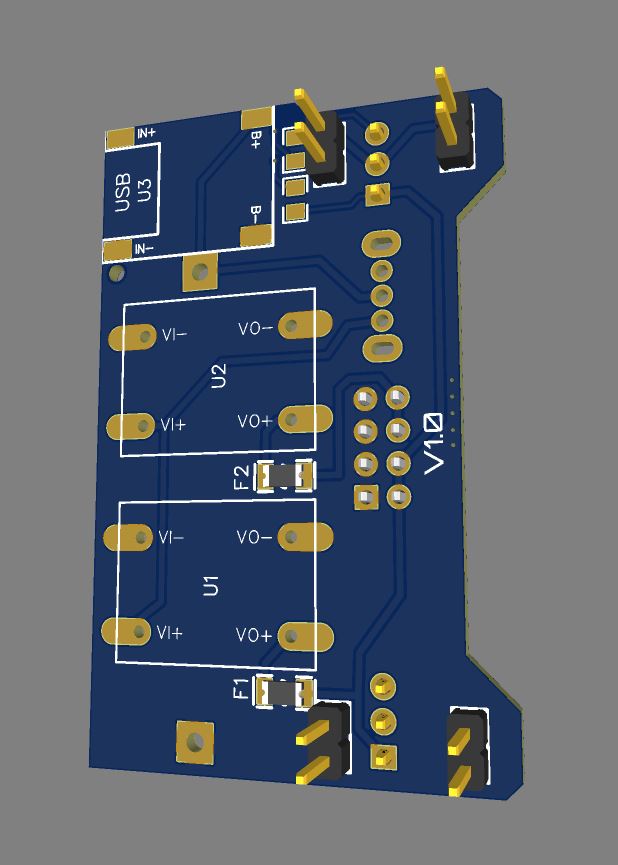 IN+
B+
USB
U3
B-
IN-
VI-
VO-
U2
VI+
VO+
V1.0
F2
VI-
VO-
U1
VI+
VO+
F1